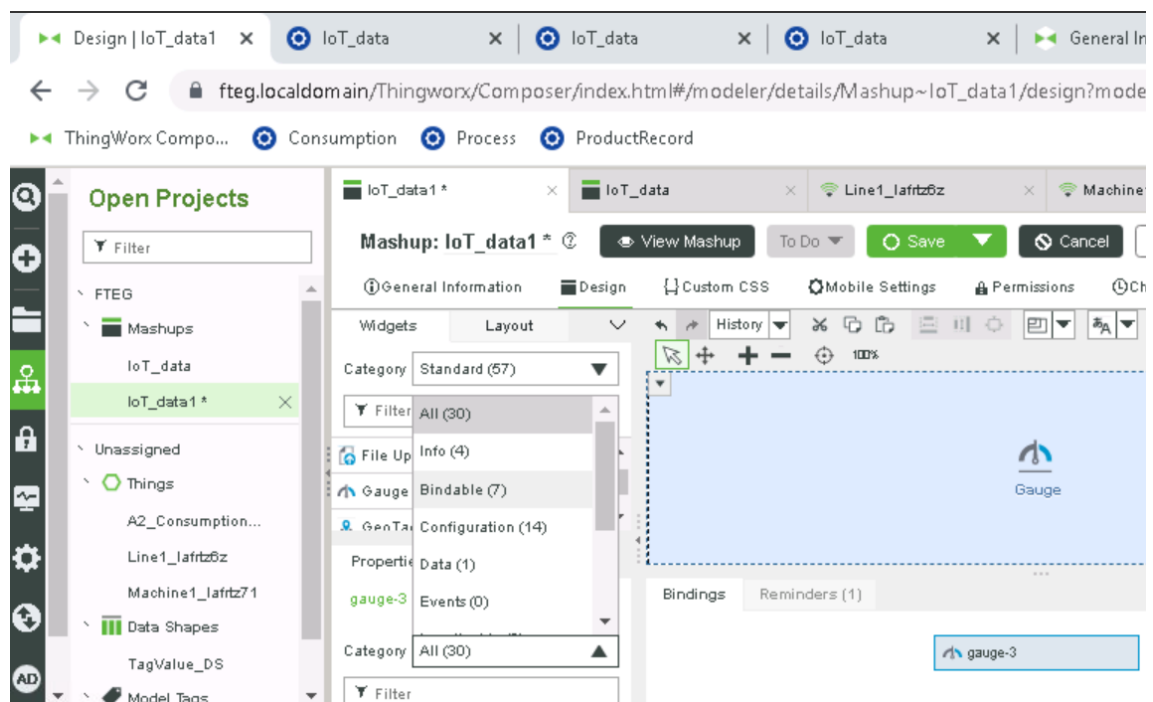 Design | IoT_data1
IoT_data
IoT_data
IoT_data
General In
fteg.localdomain/Thingworx/Composer/index.html#/modeler/details/Mashup~IoT_data1/design?mode
ThingWorx Compo...
Consumption
Process
ProductRecord
Open Projects
Filter
FTEG
Mashups
IoT_data
IoT_data1 *
Unassigned
Things
A2_Consumption...
Line1_lafrtz6z
Machine1_lafrtz71
Data Shapes
TagValue_DS
Model Tags
AD
IoT_data1 *
IoT_data
Line1_lafrtz6z
Machine
Mashup: IoT_data1 *
View Mashup
To Do
Save
Cancel
General Information
Design
Custom CSS
Mobile Settings
Permissions
Ch
Widgets
Layout
History
100%
Category
Standard (57)
Filter
File Up
Gauge
GeoTa
All (30)
Info (4)
Bindable (7)
Configuration (14)
Data (1)
Events (0)
Propertie
gauge-3
Category
All (30)
Filter
Gauge
Bindings
Reminders (1)
gauge-3